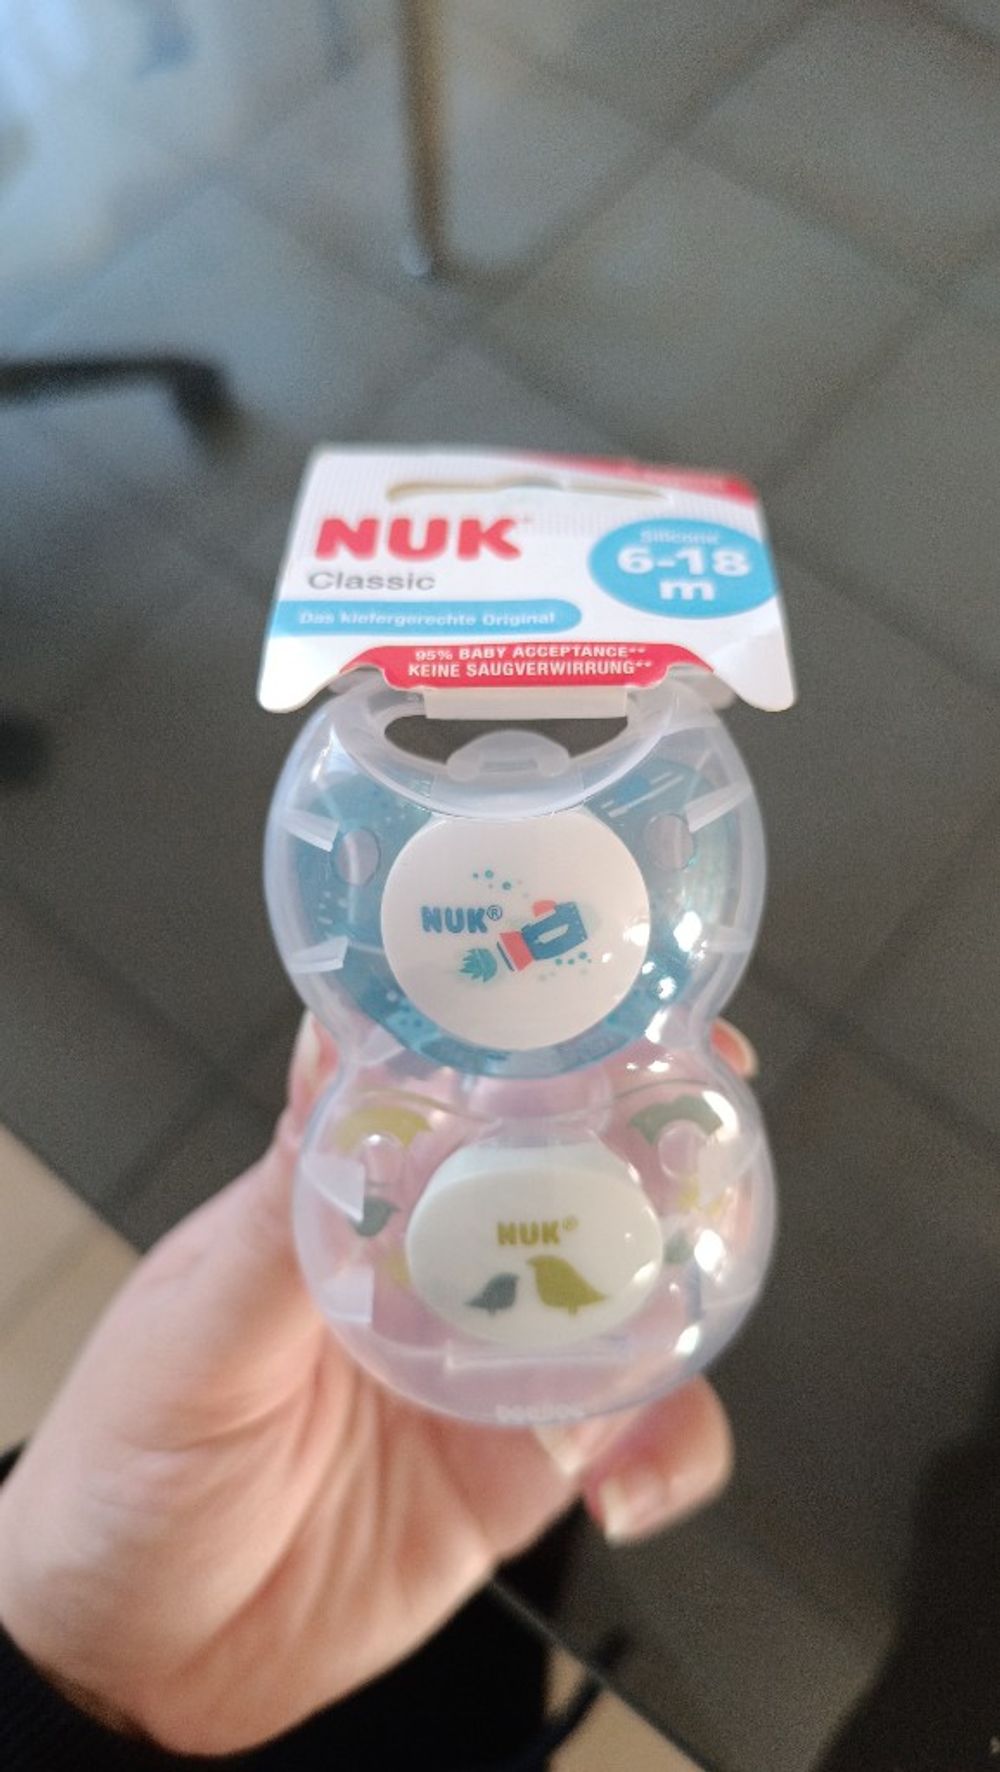 NUK
Classic
Silicone
6-18
m
Das kiefergerechte Original
95% BABY ACCEPTANCE**
KEINE SAUGVERWIRRUNG**
NUK®
NUK®